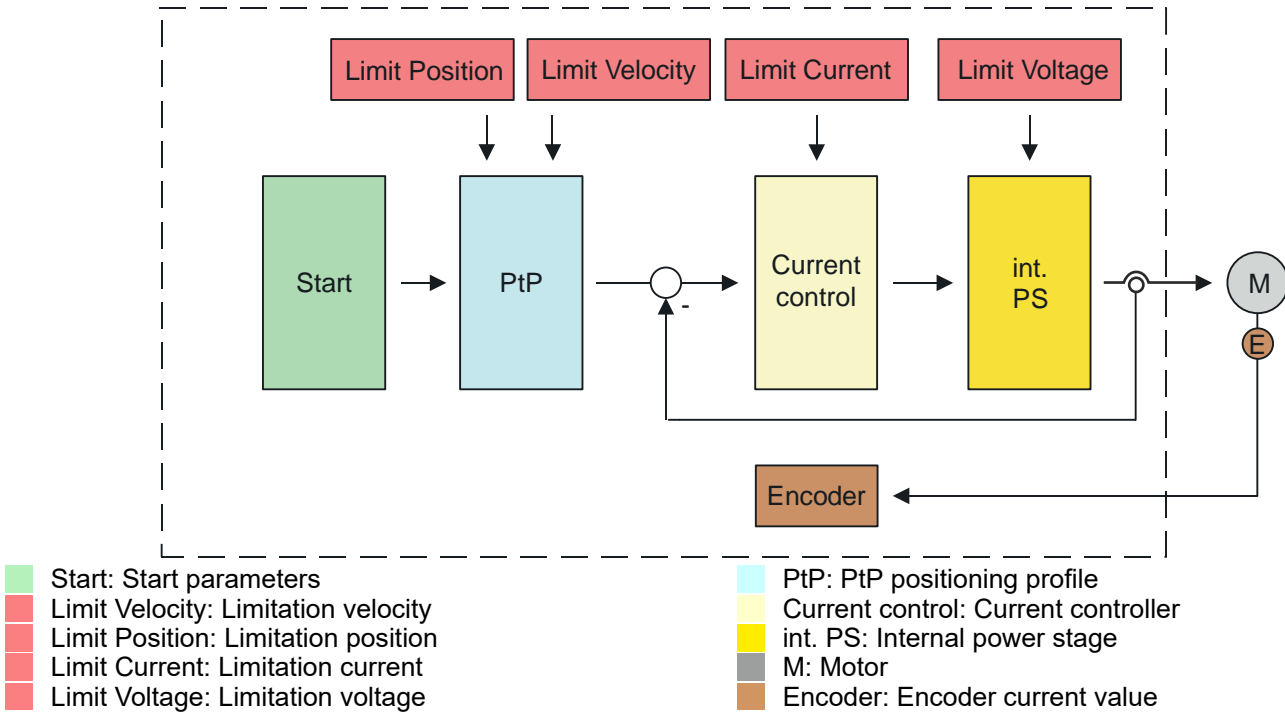 Limit Position
Limit Velocity
Limit Current
Limit Voltage
Start
PtP
-
Current
control
int.
PS
M
E
Encoder
Start: Start parameters
Limit Velocity: Limitation velocity
Limit Position: Limitation position
Limit Current: Limitation current
Limit Voltage: Limitation voltage
PtP: PtP positioning profile
Current control: Current controller
int. PS: Internal power stage
M: Motor
Encoder: Encoder current value